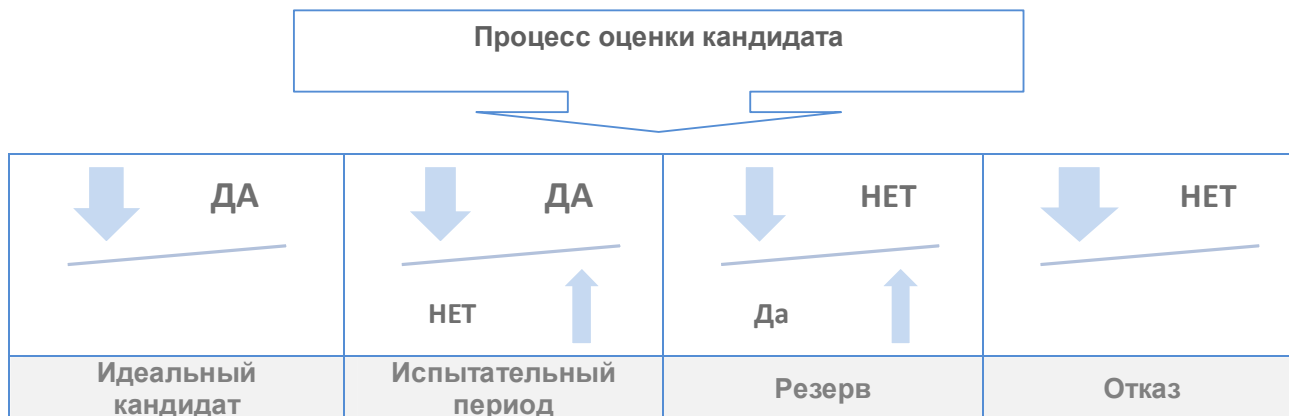 Процесс оценки кандидата
ДА
ДА
НЕТ
НЕТ
НЕТ
Да
Идеальный
кандидат
Испытательный
период
Резерв
Отказ